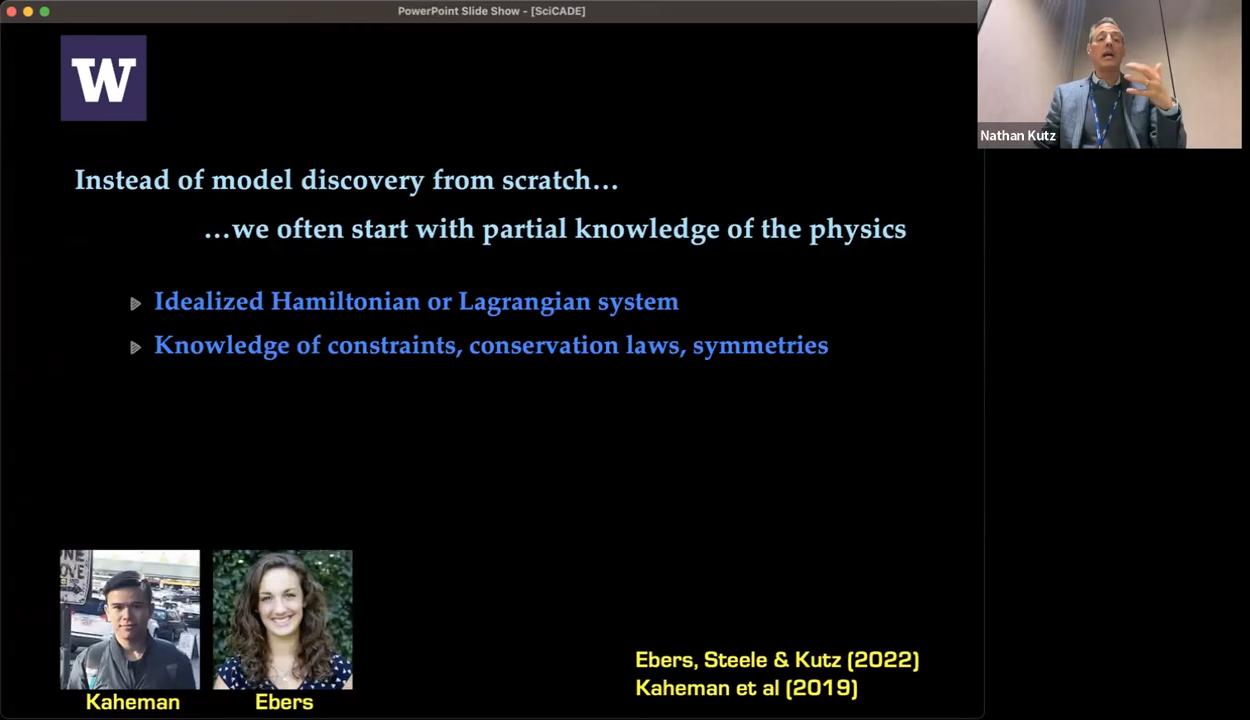 PowerPoint Slide Show - [SciCADE]
W
Nathan Kutz
Instead of model discovery from scratch…
…we often start with partial knowledge of the physics
Idealized Hamiltonian or Lagrangian system
Knowledge of constraints, conservation laws, symmetries
Kaheman
Ebers
Ebers, Steele & Kutz (2022)
Kaheman et al (2019)